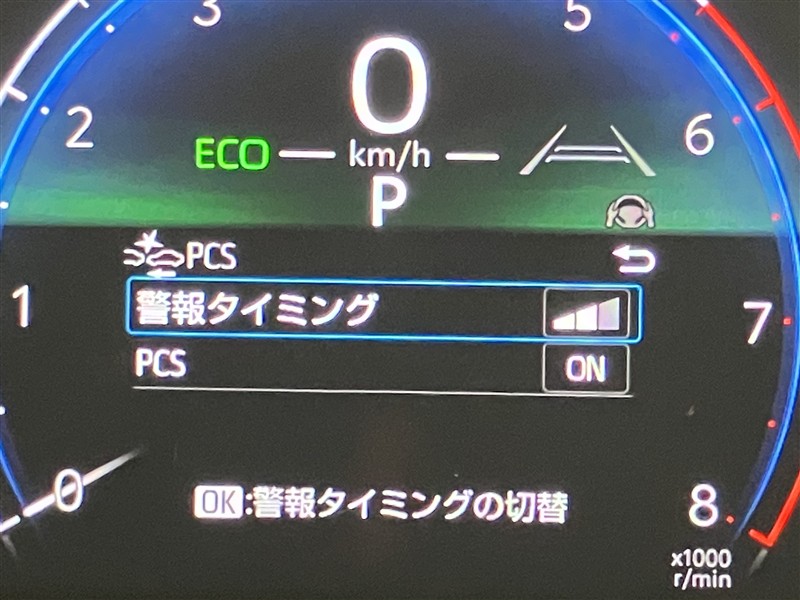 3
5
0
2
6
ECO
km/h
P
PCS
警報タイミング
1
7
PCS
ON
0
OK:警報タイミングの切替
8
x1000
r/min